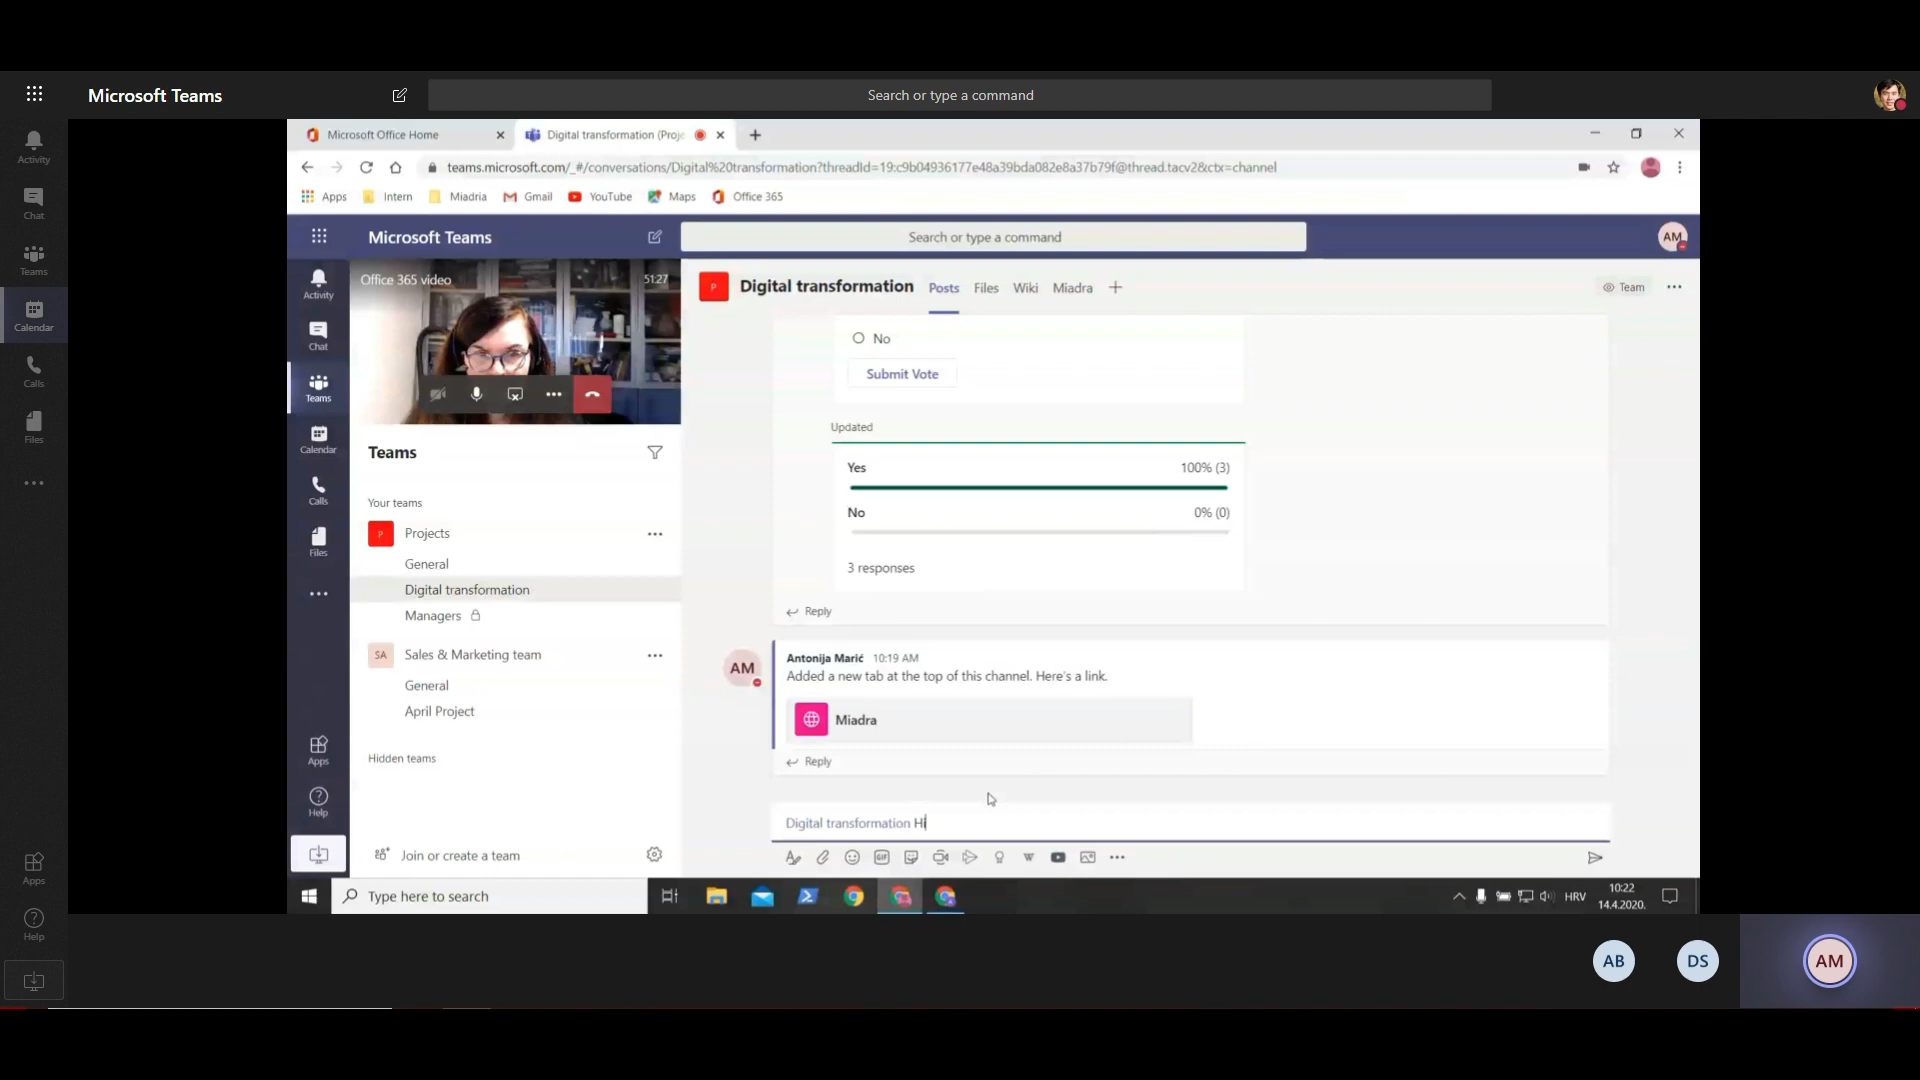 Microsoft Teams
Search or type a command
Activity
Chat
Teams
Calendar
Calls
Files
Apps
Help
Microsoft Office Home
Digital transformation (Proje
teams.microsoft.com/_#/conversations/Digital%20transformation?threadId=19:c9b04936177e48a39bda082e8a37b79f@thread.tacv2&ctx=channel
Apps
Intern
Miadria
Gmail
YouTube
Maps
Office 365
Microsoft Teams
Search or type a command
AM
Activity
Chat
Teams
Calendar
Calls
Files
Apps
Help
Office 365 video
51:27
Teams
Your teams
P
Projects
General
Digital transformation
Managers
SA
Sales & Marketing team
General
April Project
Hidden teams
Join or create a team
P
Digital transformation
Posts
Files
Wiki
Miadra
Team
No
Submit Vote
Updated
Yes
100% (3)
No
0% (0)
3 responses
Reply
AM
Antonija Marić 10:19 AM
Added a new tab at the top of this channel. Here's a link.
Miadra
Reply
Digital transformation Hi
GIF
Type here to search
HRV
10:22
14.4.2020.
AB
DS
AM